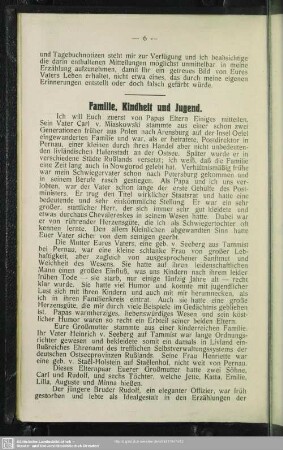 — 6 —
und Tagebuchnotizen steht mir zur Verfügung und ich beabsichtige
die darin enthaltenen Mitteilungen möglichst unmittelbar in meine
Erzählung aufzunehmen, damit Ihr ein getreues Bild von Eures
Vaters Leben erhaltet, nicht etwa eines, das durch meine eigenen
Erinnerungen entstellt oder doch falsch gefärbt würde.
Familie, Kindheit und Jugend.
Ich will Euch zuerst von Papas Eltern Einiges mitteilen.
Sein Vater Carl v. Miaskowski stammte aus einer schon zwei
Generationen früher aus Polen nach Arensburg auf der Insel Oesel
eingewanderten Familie und war, als er heiratete, Postdirektor in
Pernau, einer kleinen durch ihren Handel aber nicht unbedeuten-
den livländischen Hafenstadt an der Ostsee. Später wurde er in
verschiedene Städte Rußlands versetzt; ich weiß, daß die Familie
eine Zeit lang auch in Nowgorod gelebt hat. Verhältnismäßig frühe
war mein Schwiegervater schon nach Petersburg gekommen und
in seinem Berufe rasch gestiegen. Als Papa und ich uns ver-
lobten, war der Vater schon lange der erste Gehülfe des Post-
ministers. Er trug den Titel wirklicher Staatsrat und hatte eine
bedeutende und sehr einkömmliche Stellung. Er war ein sehr
großer, stattlicher Herr, der sich immer sehr gut kleidete und
etwas durchaus Chevalereskes in seinem Wesen hatte. Dabei war
er von rührender Herzensgüte, die ich als Schwiegertochter oft
kennen lernte. Den allem Kleinlichen abgewandten Sinn hatte
Euer Vater sicher von dem seinigen geerbt.
Die Mutter Eures Vaters, eine geb. v. Seeberg aus Tammist
bei Pernau, war eine kleine schlanke Frau von großer Leb-
haftigkeit, aber zugleich von ausgesprochener Sanftmut und
Weichheit des Wesens. Sie hatte auf ihren leidenschaftlichen
Mann einen großen Einfluß, was uns Kindern nach ihrem leider
frühen Tode — sie starb, nur einige fünfzig Jahre alt — recht
klar wurde. Sie hatte viel Humor und konnte mit jugendlicher
Lust sich mit ihren Kindern und auch mit mir herumnecken, als
ich in ihren Familienkreis eintrat. Auch sie hatte eine große
Herzensgüte, die mir durch viele Beispiele im Gedächtnis geblieben
ist. Papas warmherziges, liebenswürdiges Wesen und sein köst-
licher Humor waren so recht ein Erbteil seiner beiden Eltern.
Eure Großmutter stammte aus einer kinderreichen Familie.
Ihr Vater Heinrich v. Seeberg auf Tammist war lange Ordnungs-
richter gewesen und bekleidete somit ein damals in Livland ein-
flußreiches Ehrenamt des trefflichen Selbstverwaltungssystems der
deutschen Ostseeprovinzen Rußlands. Seine Frau Henriette war
eine geb. v. Staël-Holstein auf Staelenhof, nicht weit von Pernau.
Dieses Elternpaar Euerer Großmutter hatte zwei Söhne,
Carl und Rudolf, und sechs Töchter, welche Jette, Katta, Emilie,
Lilla, Auguste und Minna hießen.
Der jüngere Bruder Rudolf, ein eleganter Offizier, war früh
gestorben und lebte als Idealgestalt in den Erzählungen der